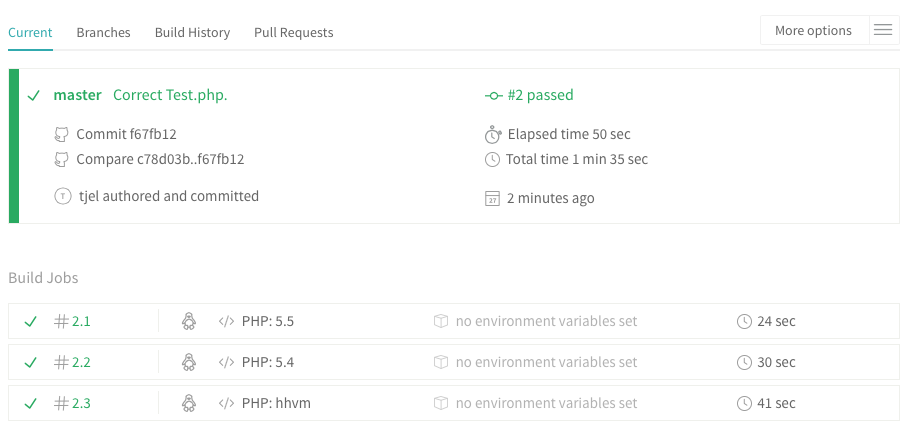 Current Branches Build History Pull Requests More options
master Correct Test.php. #2 passed
Commit f67fb12 Elapsed time 50 sec
Compare c78d03b..f67fb12 Total time 1 min 35 sec
T tjel authored and committed 27 2 minutes ago
Build Jobs
# 2.1 </> PHP: 5.5 no environment variables set 24 sec
# 2.2 </> PHP: 5.4 no environment variables set 30 sec
# 2.3 </> PHP: hhvm no environment variables set 41 sec